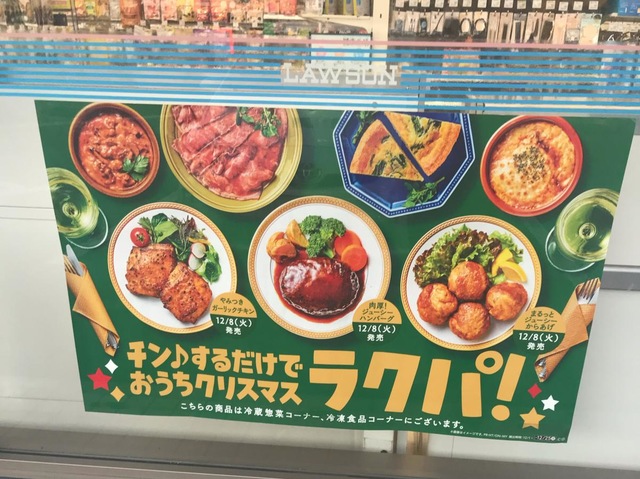 LAWSON
やみつき
ガーリックチキン
12/8(火)
発売
肉厚!
ジューシー
ハンバーグ
12/8(火)
発売
まるっと
ジューシー
からあげ
12/8(火)
発売
チン♪するだけで
おうちクリスマス
ラクパ!
こちらの商品は冷蔵惣菜コーナー、冷凍食品コーナーにございます。